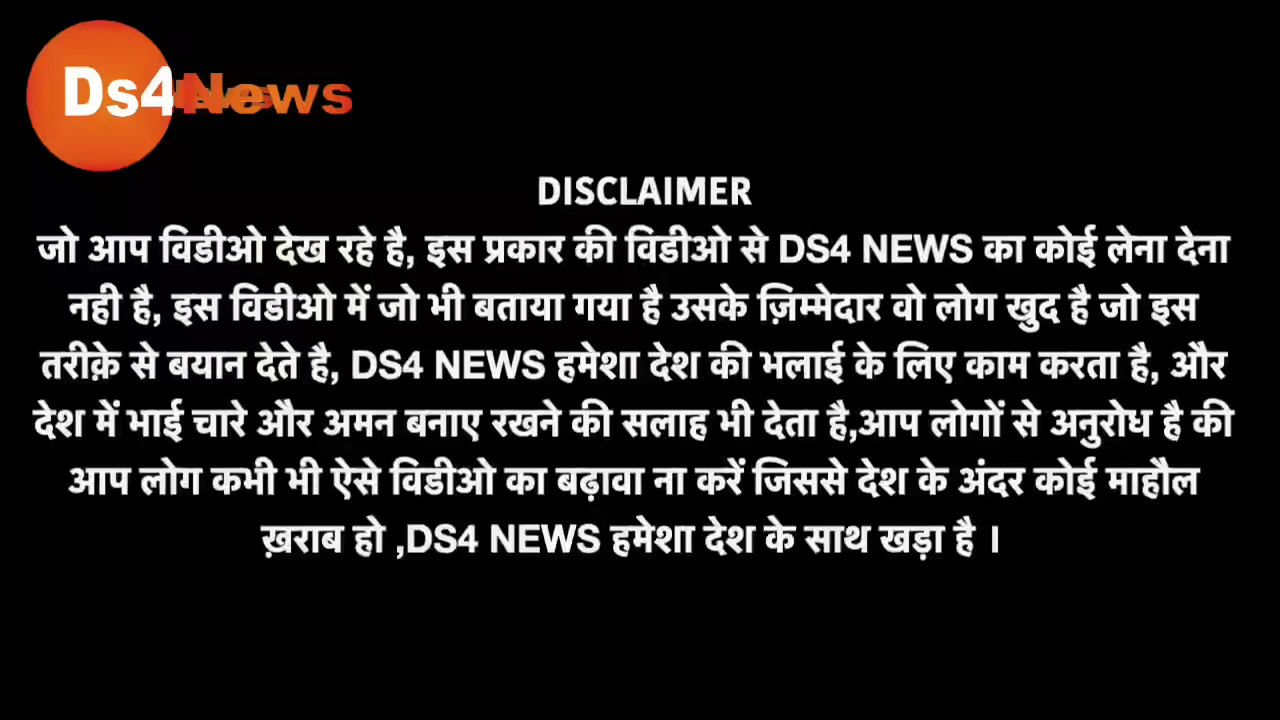 Ds4News
DISCLAIMER
जो आप विडीओ देख रहे है, इस प्रकार की विडीओ से DS4 NEWS का कोई लेना देना
नही है, इस विडीओ में जो भी बताया गया है उसके ज़िम्मेदार वो लोग खुद है जो इस
तरीक़े से बयान देते है, DS4 NEWS हमेशा देश की भलाई के लिए काम करता है, और
देश में भाई चारे और अमन बनाए रखने की सलाह भी देता है,आप लोगों से अनुरोध है की
आप लोग कभी भी ऐसे विडीओ का बढ़ावा ना करें जिससे देश के अंदर कोई माहौल
ख़राब हो ,DS4 NEWS हमेशा देश के साथ खड़ा है ।